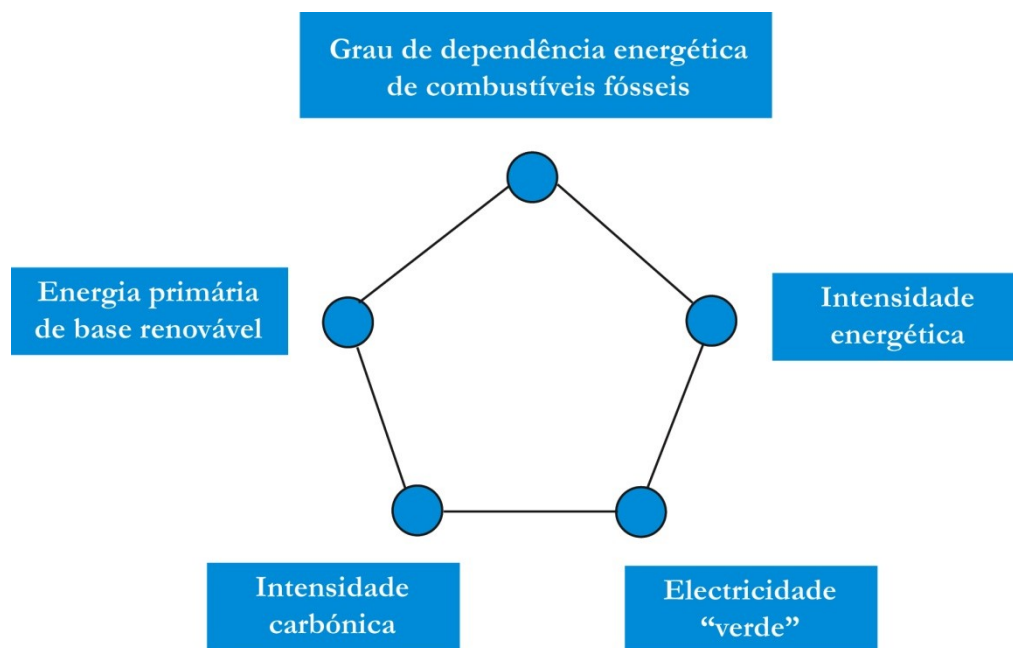 Grau de dependência energética
de combustíveis fósseis
Energia primária
de base renovável
Intensidade
energética
Intensidade
carbónica
Electricidade
“verde”